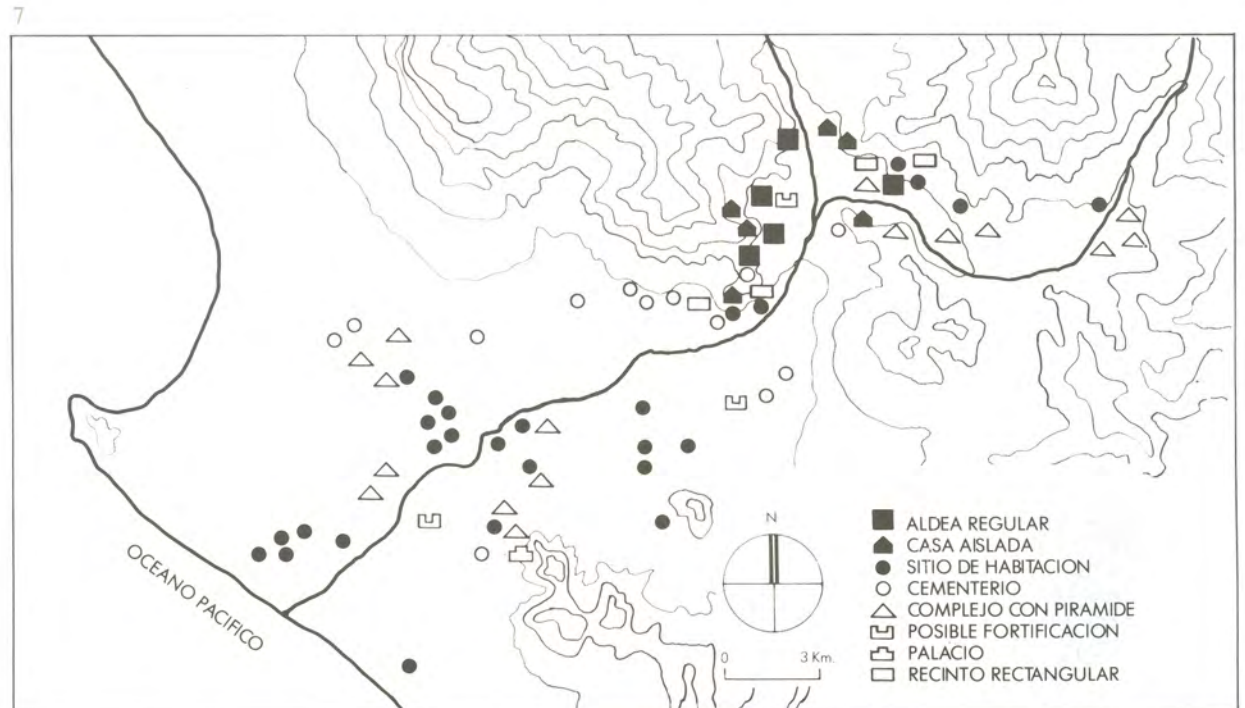 7
OCEANO PACIFICO
N
0 3 Km.
ALDEA REGULAR
CASA AISLADA
SITIO DE HABITACION
CEMENTERIO
COMPLEJO CON PIRAMIDE
POSIBLE FORTIFICACION
PALACIO
RECINTO RECTANGULAR